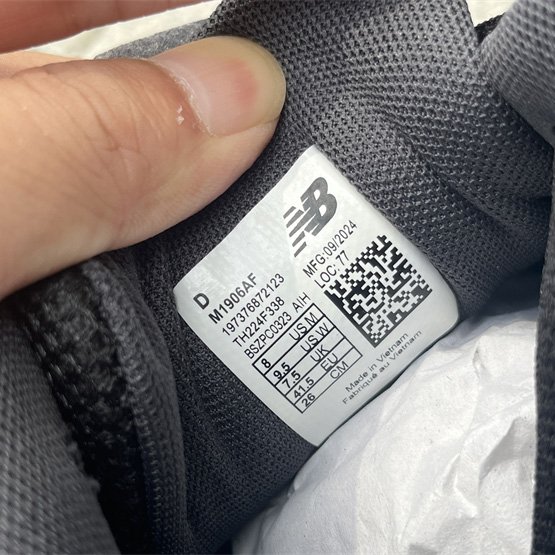 NB
D
M1906AF
197376872123
TH224F338
BSZPC0323 AIH
MFG:09/2024
LOC:77
8 US.M
9.5 US.W
7.5 UK
41.5 EU
26 CM
Made in Vietnam
Fabriqué au Vietnam